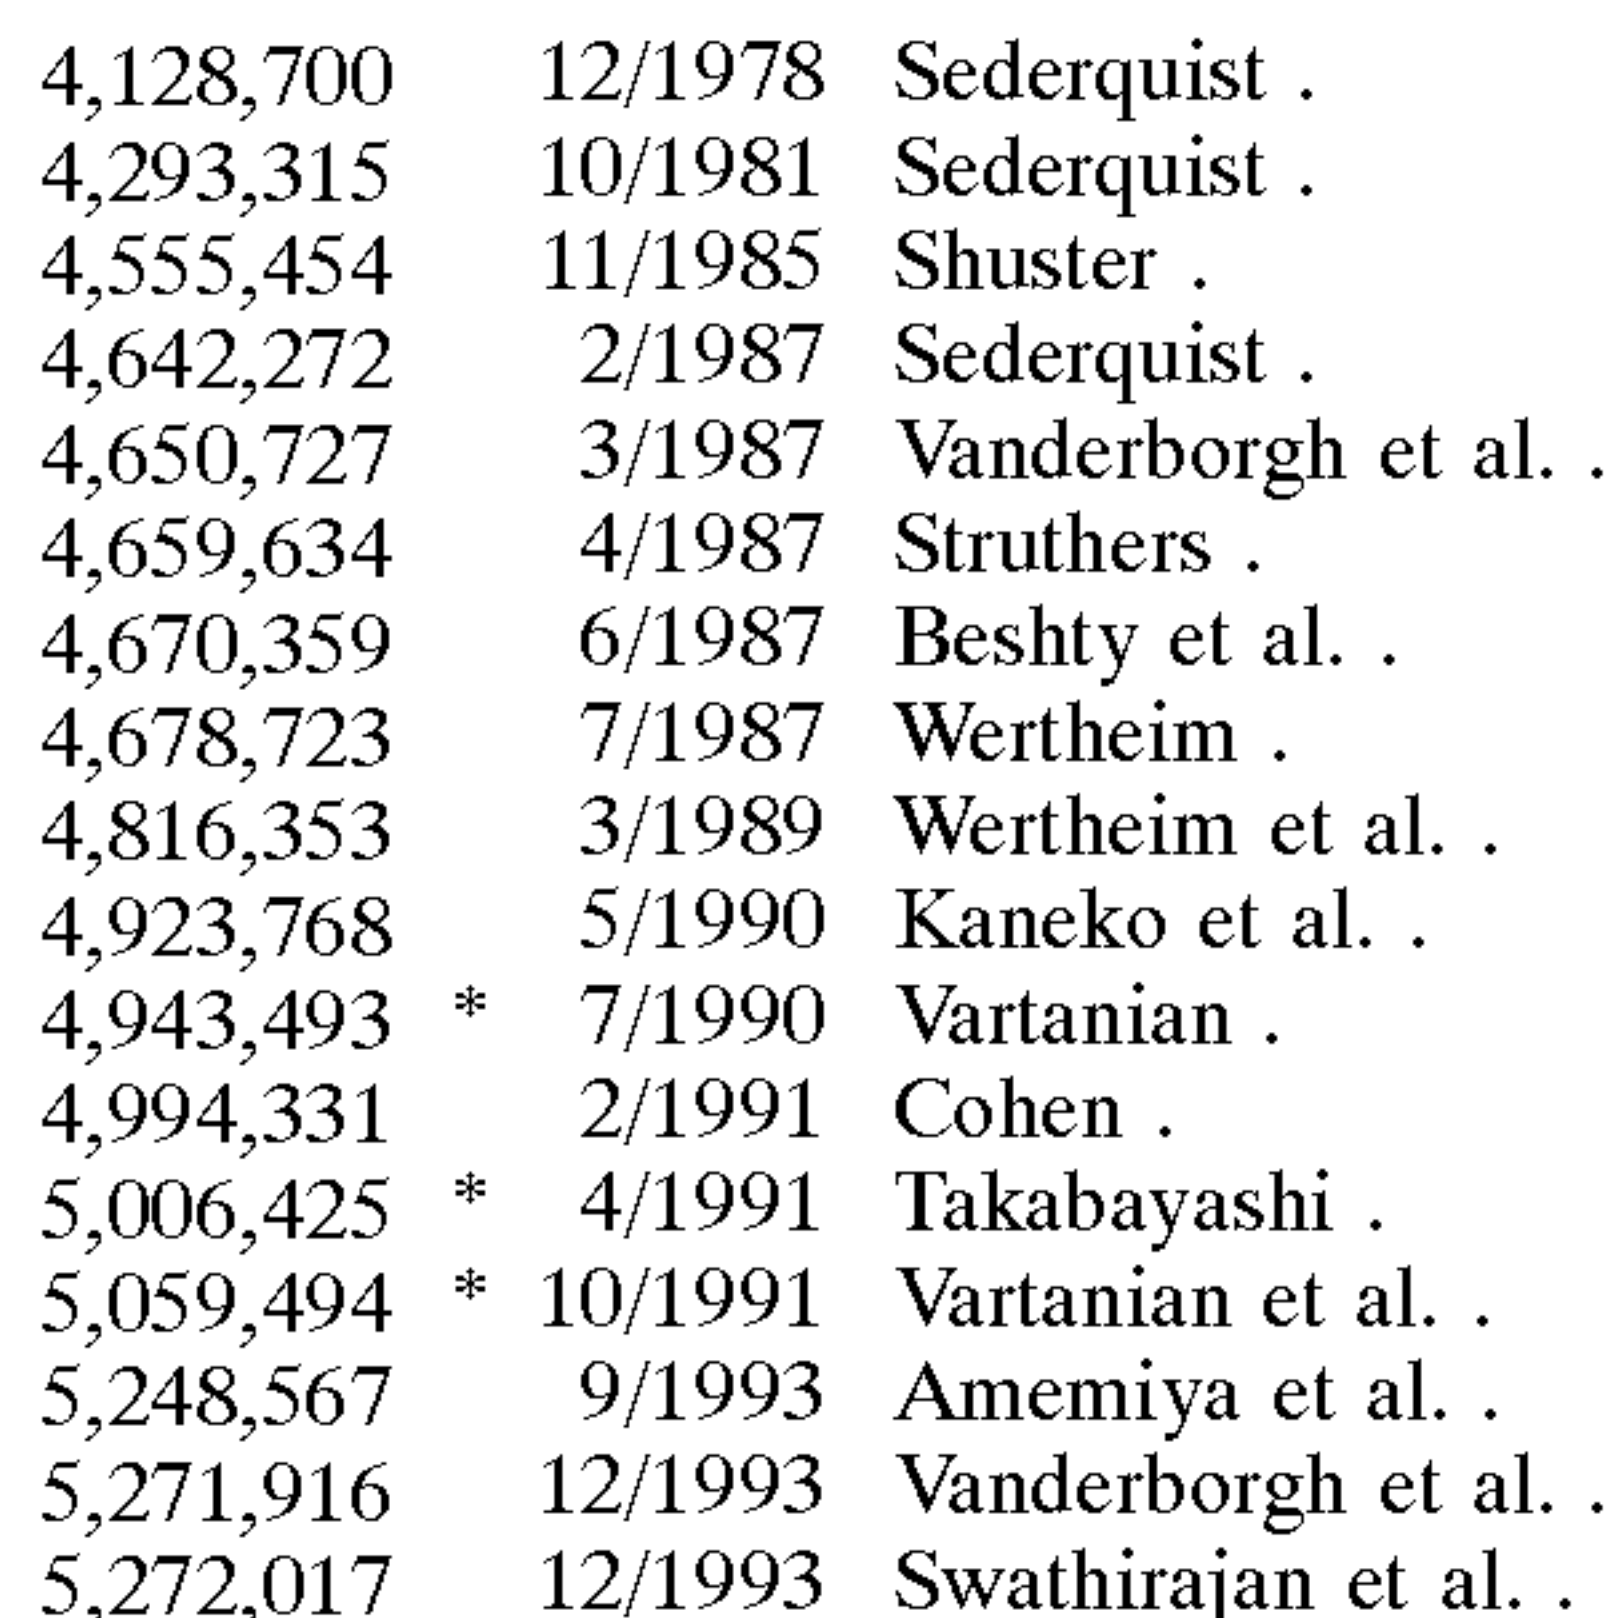 4,128,700 12/1978 Sederquist .
4,293,315 10/1981 Sederquist .
4,555,454 11/1985 Shuster .
4,642,272 2/1987 Sederquist .
4,650,727 3/1987 Vanderborgh et al. .
4,659,634 4/1987 Struthers .
4,670,359 6/1987 Beshty et al. .
4,678,723 7/1987 Wertheim .
4,816,353 3/1989 Wertheim et al. .
4,923,768 5/1990 Kaneko et al. .
4,943,493 * 7/1990 Vartanian .
4,994,331 2/1991 Cohen .
5,006,425 * 4/1991 Takabayashi .
5,059,494 * 10/1991 Vartanian et al. .
5,248,567 9/1993 Amemiya et al. .
5,271,916 12/1993 Vanderborgh et al. .
5,272,017 12/1993 Swathirajan et al. .